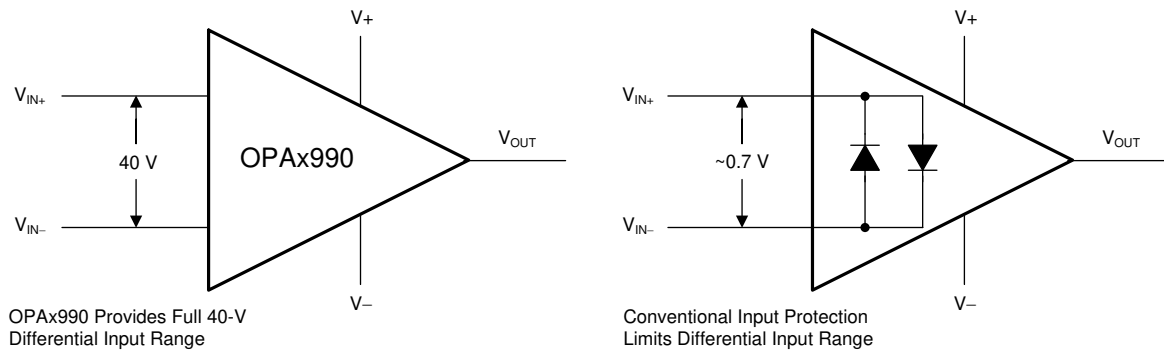 V+
V+
VIN+
VIN+
VOUT
VOUT
40 V
OPAx990
~0.7 V
VIN−
VIN−
V−
V−
OPAx990 Provides Full 40-V
Differential Input Range
Conventional Input Protection
Limits Differential Input Range